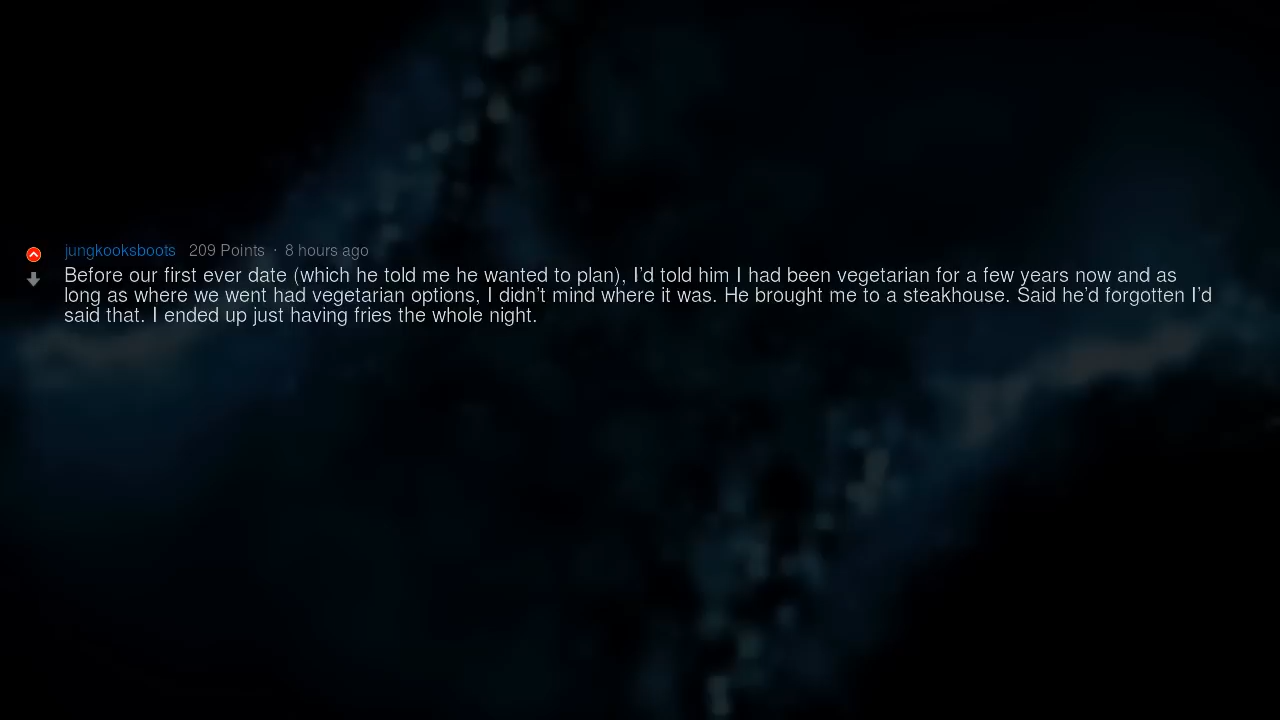 jungkooksboots 209 Points · 8 hours ago
Before our first ever date (which he told me he wanted to plan), I'd told him I had been vegetarian for a few years now and as
long as where we went had vegetarian options, I didn't mind where it was. He brought me to a steakhouse. Said he'd forgotten I'd
said that. I ended up just having fries the whole night.